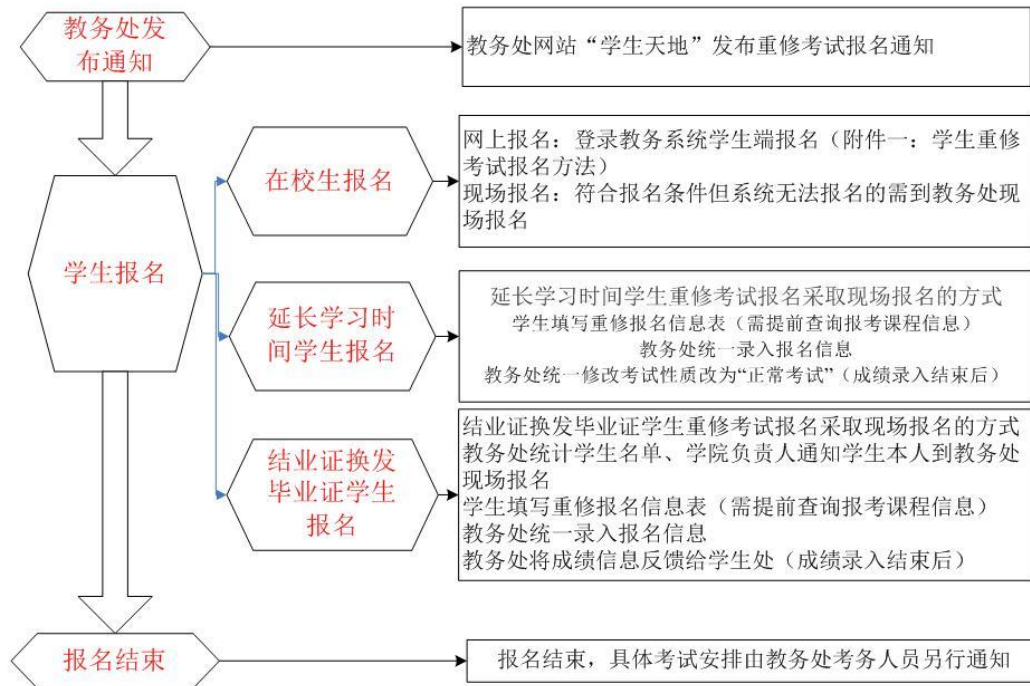 教务处发
布通知
教务处网站“学生天地”发布重修考试报名通知
学生报名
在校生报名
网上报名：登录教务系统学生端报名（附件一：学生重修
考试报名方法）
现场报名：符合报名条件但系统无法报名的需到教务处现
场报名
延长学习时
间学生报名
延长学习时间学生重修考试报名采取现场报名的方式
学生填写重修报名信息表（需提前查询报考课程信息）
教务处统一录入报名信息
教务处统一修改考试性质改为“正常考试”（成绩录入结束后）
结业证换发
毕业证学生
报名
结业证换发毕业证学生重修考试报名采取现场报名的方式
教务处统计学生名单、学院负责人通知学生本人到教务处
现场报名
学生填写重修报名信息表（需提前查询报考课程信息）
教务处统一录入报名信息
教务处将成绩信息反馈给学生处（成绩录入结束后）
报名结束
报名结束，具体考试安排由教务处考务人员另行通知